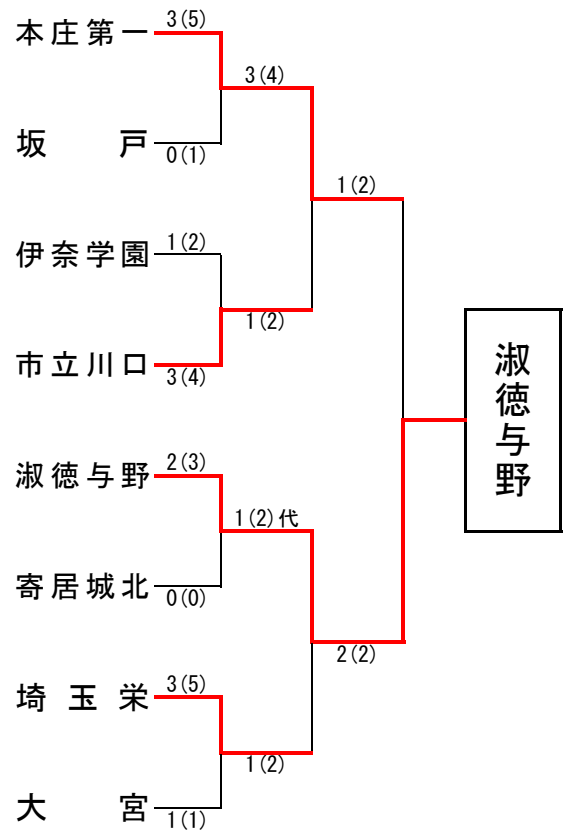 本庄第一
3(5)
3(4)
坂戸
0(1)
1(2)
伊奈学園
1(2)
1(2)
市立川口
3(4)
淑徳与野
淑徳与野
2(3)
1(2)代
寄居城北
0(0)
2(2)
埼玉栄
3(5)
1(2)
大宮
1(1)